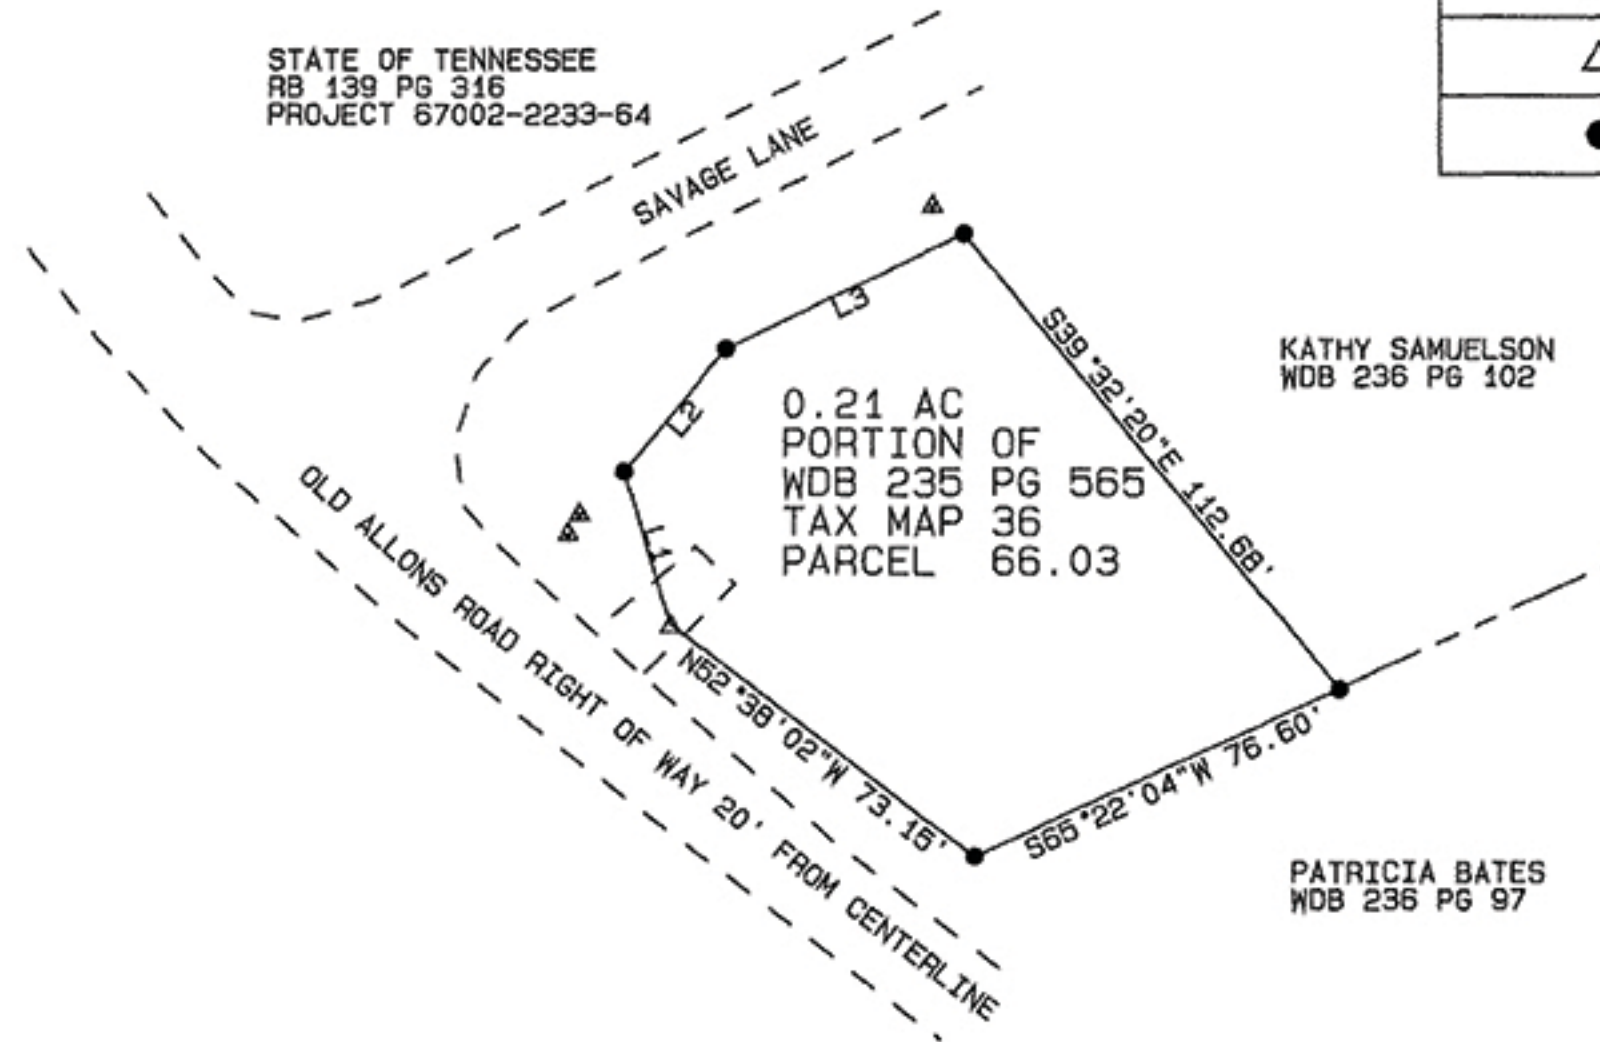 STATE OF TENNESSEE
RB 139 PG 316
PROJECT 67002-2233-64
SAVAGE LANE
L3
S39°32'20"E 112.68'
KATHY SAMUELSON
WDB 236 PG 102
L2
0.21 AC
PORTION OF
WDB 235 PG 565
TAX MAP 36
PARCEL 66.03
L1
OLD ALLONS ROAD RIGHT OF WAY 20' FROM CENTERLINE
N52°38'02"W 73.15'
S65°22'04"W 76.60'
PATRICIA BATES
WDB 236 PG 97